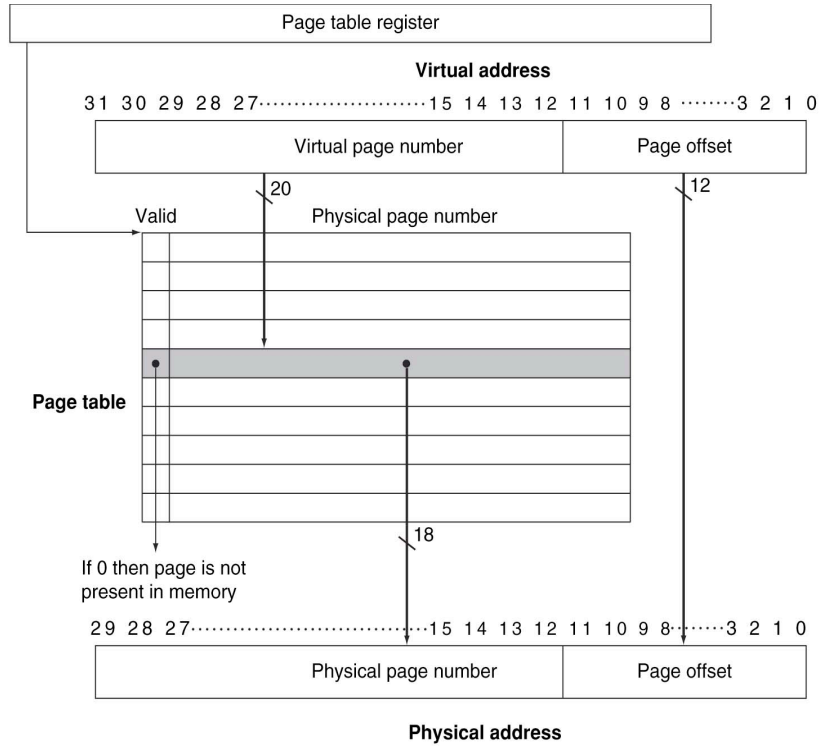 Page table register
Virtual address
31 30 29 28 27························15 14 13 12 11 10 9 8 ········3 2 1 0
Virtual page number Page offset
20 12
Valid Physical page number
Page table
18
If 0 then page is not
present in memory
29 28 27··································15 14 13 12 11 10 9 8········3 2 1 0
Physical page number Page offset
Physical address